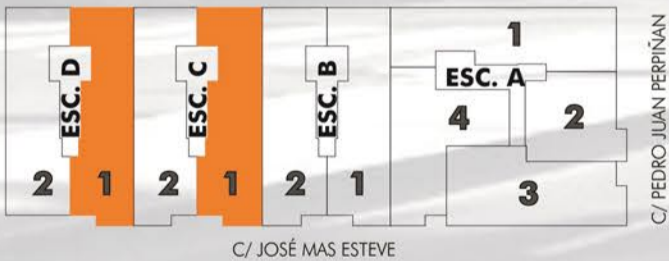 1
ESC. D
ESC. C
ESC. B
ESC. A
4
2
2
1
2
1
2
1
3
C/ PEDRO JUAN PERPIÑAN
C/ JOSÉ MAS ESTEVE